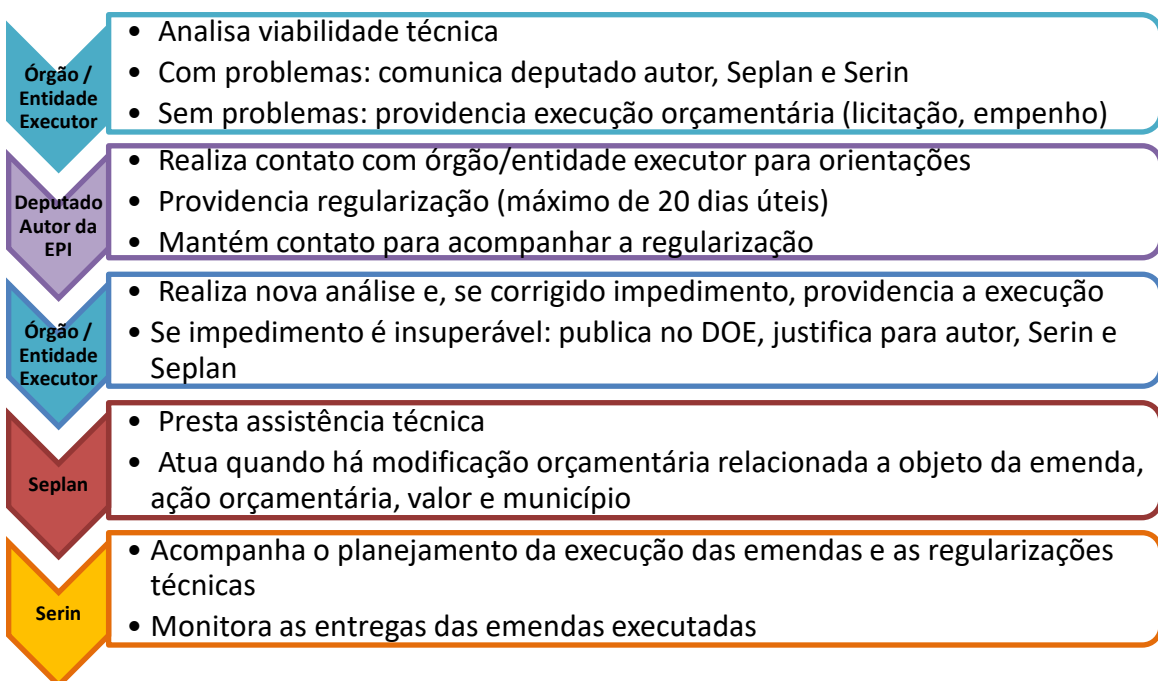 Órgão /
Entidade
Executor
• Analisa viabilidade técnica
• Com problemas: comunica deputado autor, Seplan e Serin
• Sem problemas: providencia execução orçamentária (licitação, empenho)
Deputado
Autor da
EPI
• Realiza contato com órgão/entidade executor para orientações
• Providencia regularização (máximo de 20 dias úteis)
• Mantém contato para acompanhar a regularização
Órgão /
Entidade
Executor
• Realiza nova análise e, se corrigido impedimento, providencia a execução
• Se impedimento é insuperável: publica no DOE, justifica para autor, Serin e
Seplan
Seplan
• Presta assistência técnica
• Atua quando há modificação orçamentária relacionada a objeto da emenda,
ação orçamentária, valor e município
Serin
• Acompanha o planejamento da execução das emendas e as regularizações
técnicas
• Monitora as entregas das emendas executadas